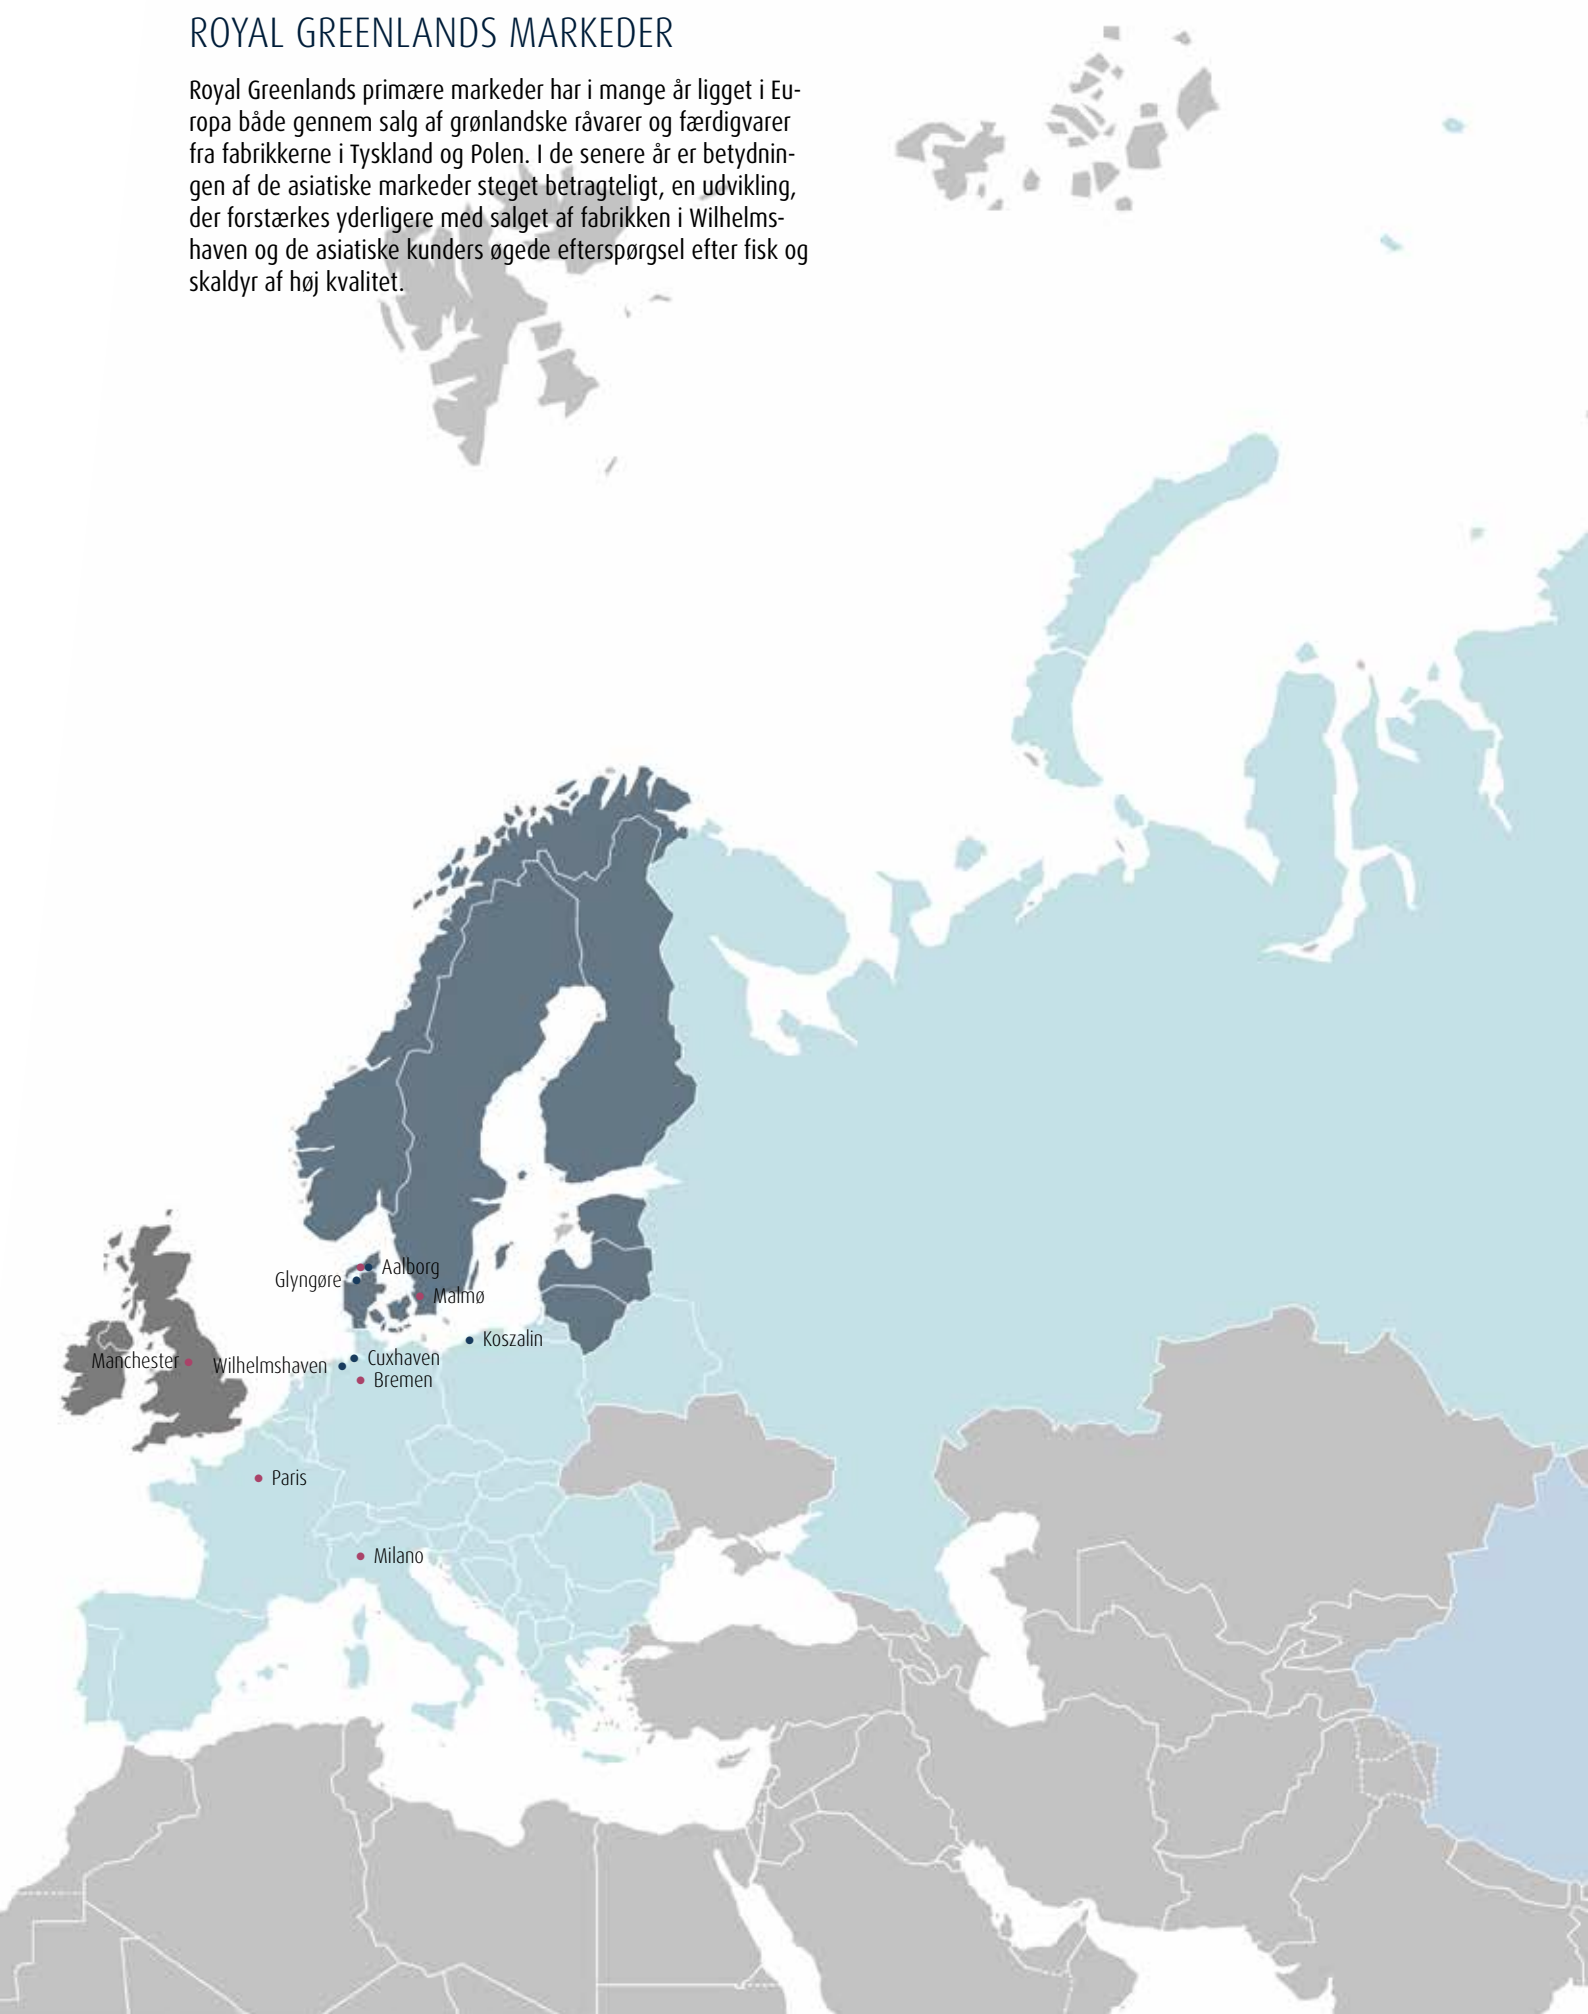 ROYAL GREENLANDS MARKEDER
Royal Greenlands primære markeder har i mange år ligget i Eu-
ropa både gennem salg af grønlandske råvarer og færdigvarer
fra fabrikkerne i Tyskland og Polen. I de senere år er betydnin-
gen af de asiatiske markeder steget betragteligt, en udvikling,
der forstærkes yderligere med salget af fabrikken i Wilhelms-
haven og de asiatiske kunders øgede efterspørgsel efter fisk og
skaldyr af høj kvalitet.
Aalborg
Glyngøre
Malmø
Koszalin
Manchester
Wilhelmshaven
Cuxhaven
Bremen
Paris
Milano